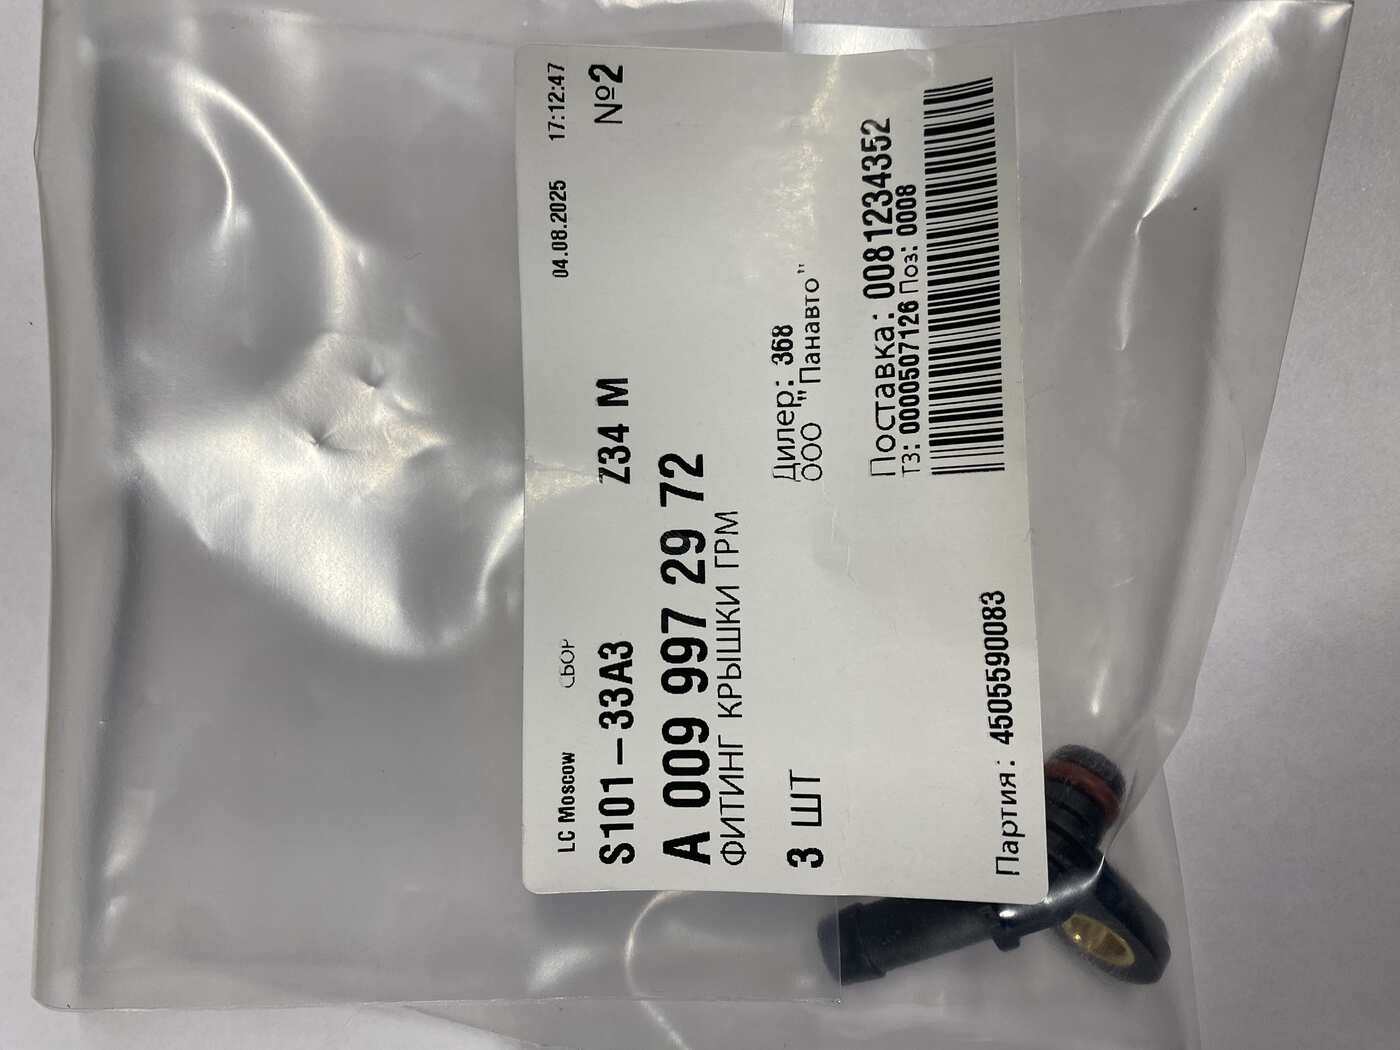 LC Moscow СБОР 04.08.2025 17:12:47
S101-33A3 Z34 M №2
A 009 997 29 72
ФИТИНГ КРЫШКИ ГРМ
3 ШТ Дилер: 368
ООО "Панавто"
Поставка: 0081234352
ТЗ: 0000507126 Поз: 0008
Партия: 4505590083